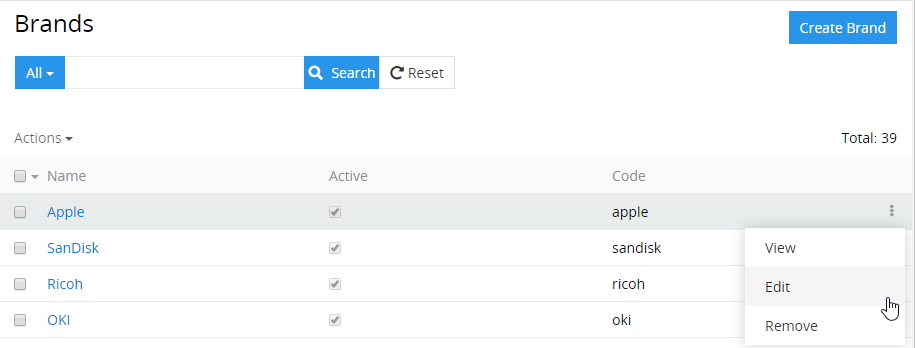 Brands
Create Brand
All Search Reset
Actions Total: 39
Name Active Code
Apple apple
SanDisk sandisk
View
Ricoh ricoh
Edit
OKI oki
Remove